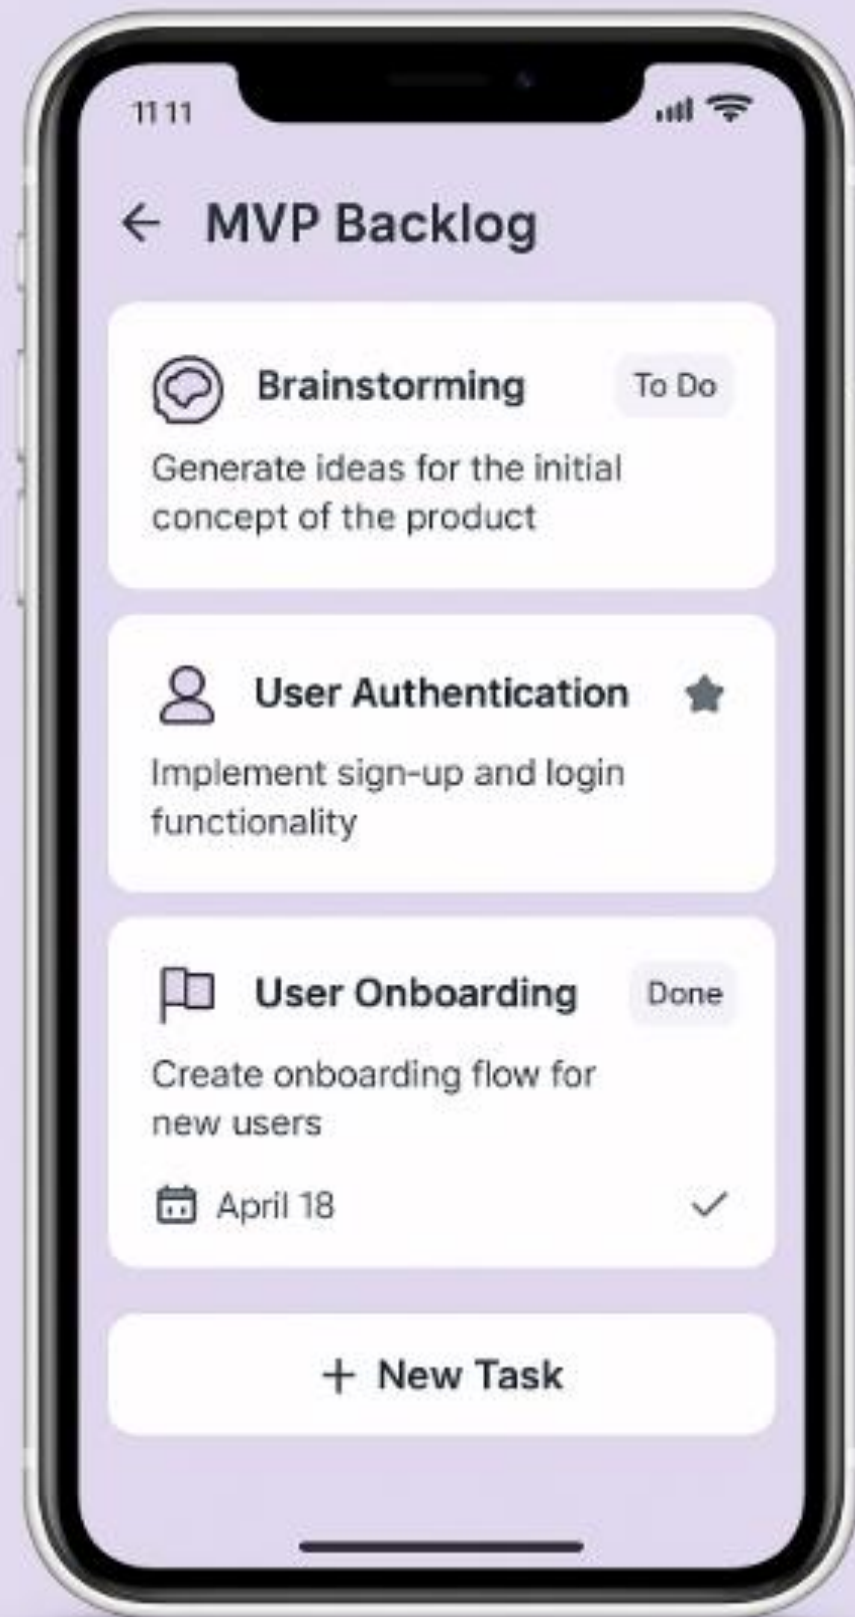 11 11
MVP Backlog
Brainstorming
To Do
Generate ideas for the initial
concept of the product
User Authentication
Implement sign-up and login
functionality
User Onboarding
Done
Create onboarding flow for
new users
April 18
+ New Task